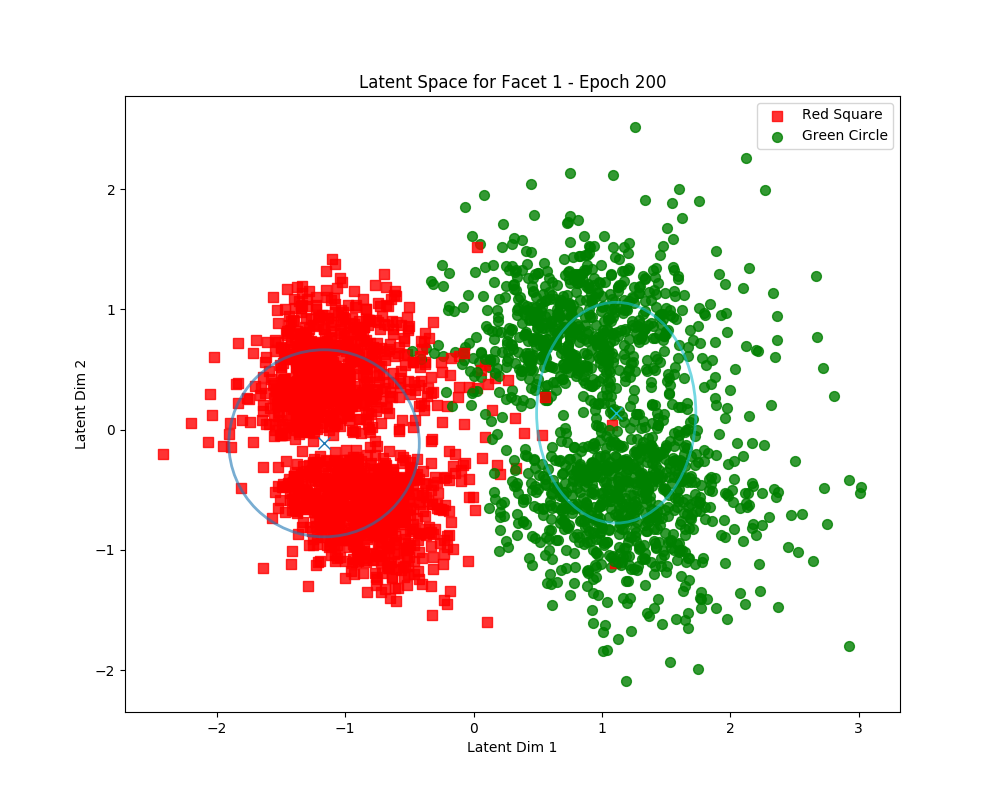 Latent Space for Facet 1 - Epoch 200
Red Square
Green Circle
2
1
0
−1
−2
Latent Dim 2
−2 −1 0 1 2 3
Latent Dim 1